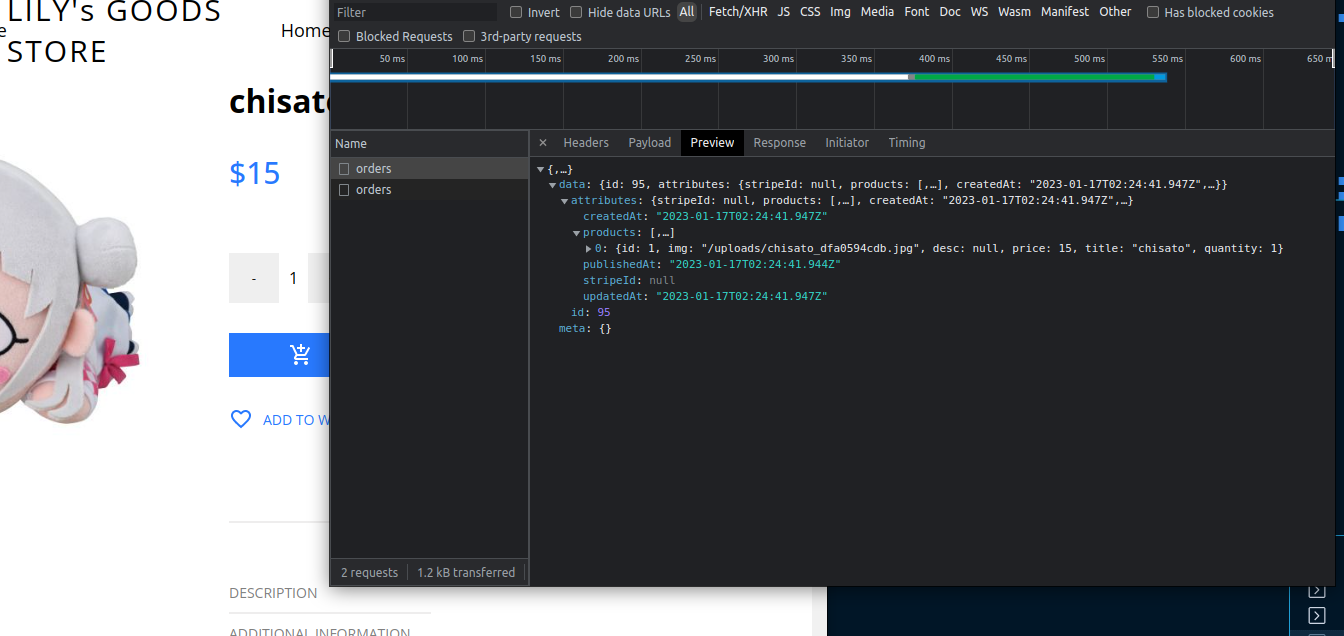 LILY's GOODS
e
STORE
Home
chisato
$15
- 1
ADD TO W
DESCRIPTION
ADDITIONAL INFORMATION
Filter Invert Hide data URLs All Fetch/XHR JS CSS Img Media Font Doc WS Wasm Manifest Other Has blocked cookies
Blocked Requests 3rd-party requests
50 ms 100 ms 150 ms 200 ms 250 ms 300 ms 350 ms 400 ms 450 ms 500 ms 550 ms 600 ms 650 m
Name
orders
orders
2 requests 1.2 kB transferred
× Headers Payload Preview Response Initiator Timing
▼{,…}
▼data: {id: 95, attributes: {stripeId: null, products: [,…], createdAt: "2023-01-17T02:24:41.947Z",…}}
▼attributes: {stripeId: null, products: [,…], createdAt: "2023-01-17T02:24:41.947Z",…}
createdAt: "2023-01-17T02:24:41.947Z"
▼products: [,…]
▶0: {id: 1, img: "/uploads/chisato_dfa0594cdb.jpg", desc: null, price: 15, title: "chisato", quantity: 1}
publishedAt: "2023-01-17T02:24:41.944Z"
stripeId: null
updatedAt: "2023-01-17T02:24:41.947Z"
id: 95
meta: {}